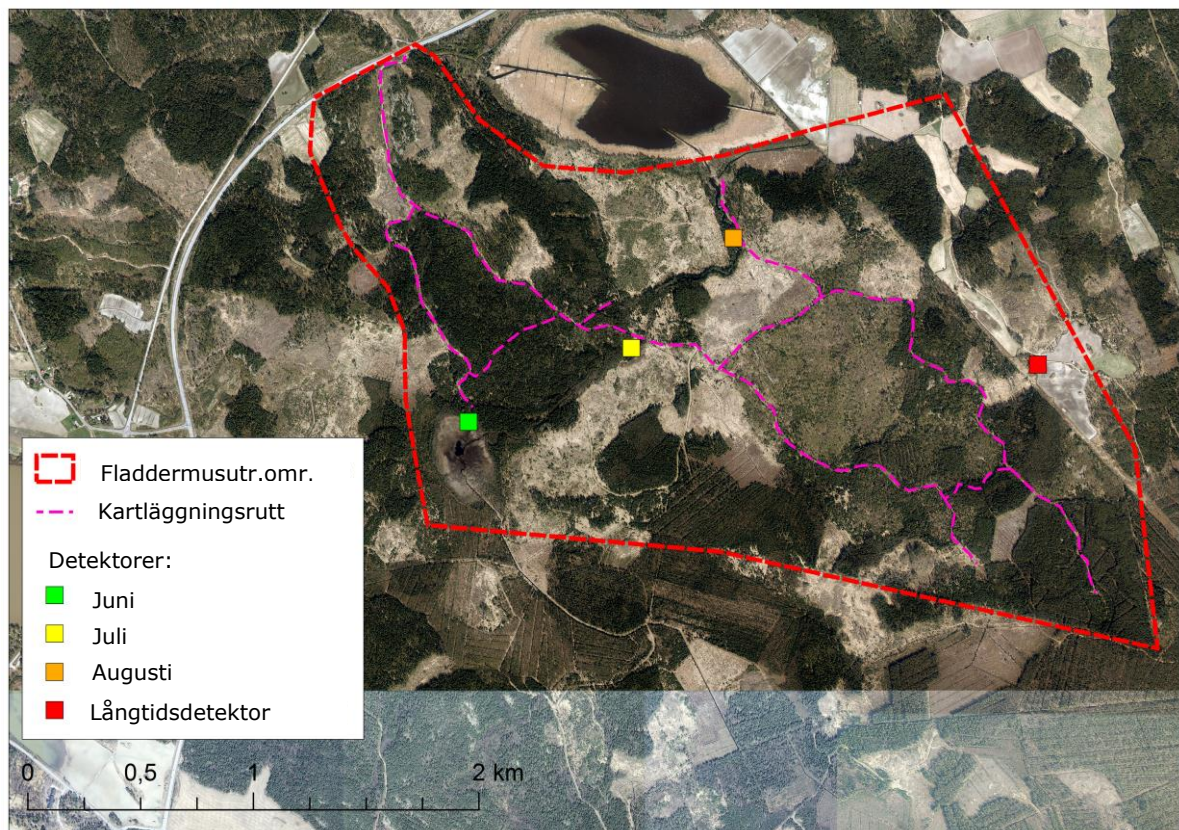 Fladdermusutr.omr.
Kartläggningsrutt
Detektorer:
Juni
Juli
Augusti
Långtidsdetektor
0 0,5 1 2 km